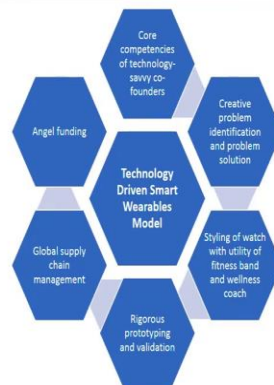 Core
competencies
of technology-
savvy co-
founders
Creative
problem
identification
and problem
solution
Styling of watch
with utility of
fitness band
and wellness
coach
Rigorous
prototyping
and validation
Global supply
chain
management
Angel funding
Technology
Driven Smart
Wearables
Model